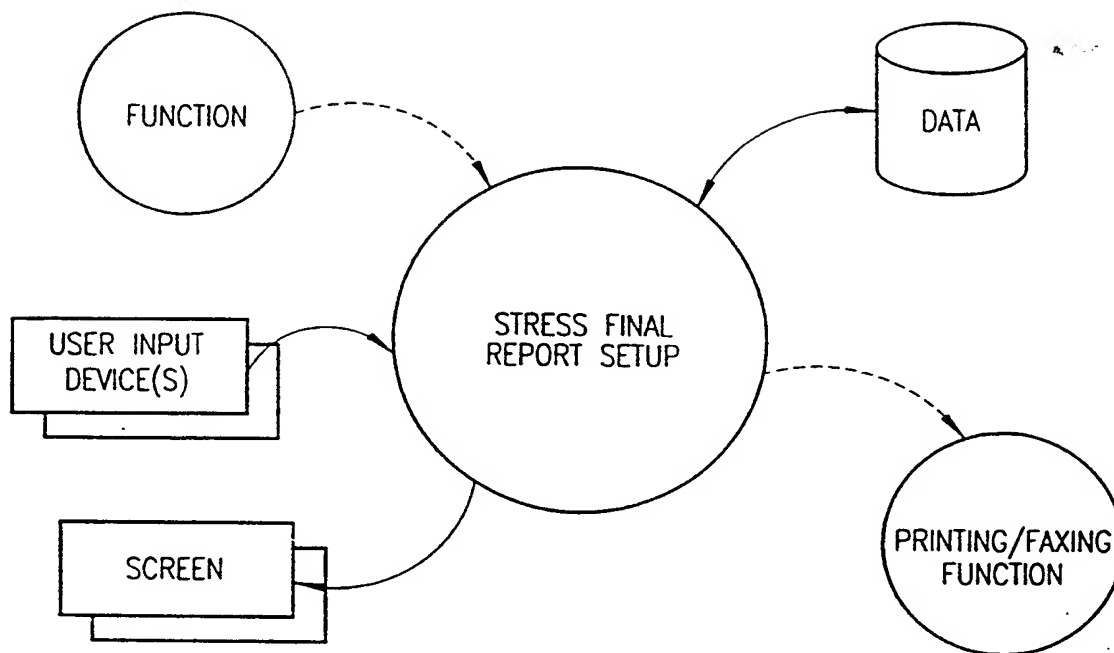 FUNCTION
DATA
STRESS FINAL
REPORT SETUP
USER INPUT
DEVICE(S)
SCREEN
PRINTING/FAXING
FUNCTION